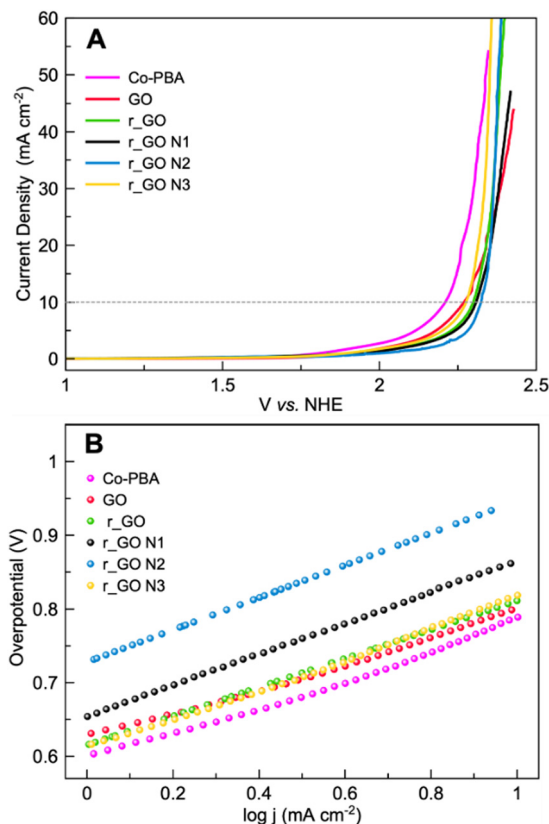 A
Co-PBA
GO
r_GO
r_GO N1
r_GO N2
r_GO N3
Current Density (mA cm⁻²)
60
50
40
30
20
10
0
1
1.5
2
2.5
V vs. NHE
B
Co-PBA
GO
r_GO
r_GO N1
r_GO N2
r_GO N3
Overpotential (V)
1
0.9
0.8
0.7
0.6
0
0.2
0.4
0.6
0.8
1
log j (mA cm⁻²)